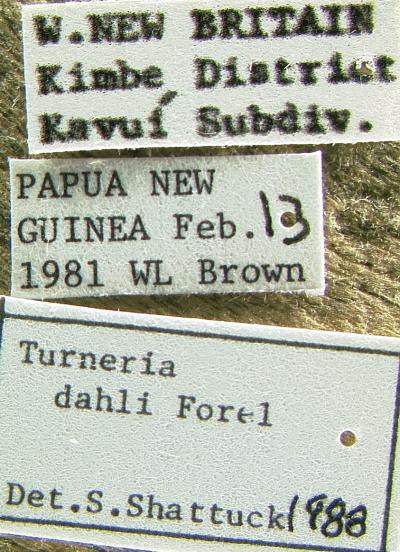 W.NEW BRITAIN
Kimbe District
Kavuí Subdiv.
PAPUA NEW
GUINEA Feb. 13
1981 WL Brown
Turneria
dahli Forel
Det.S.Shattuck 1988